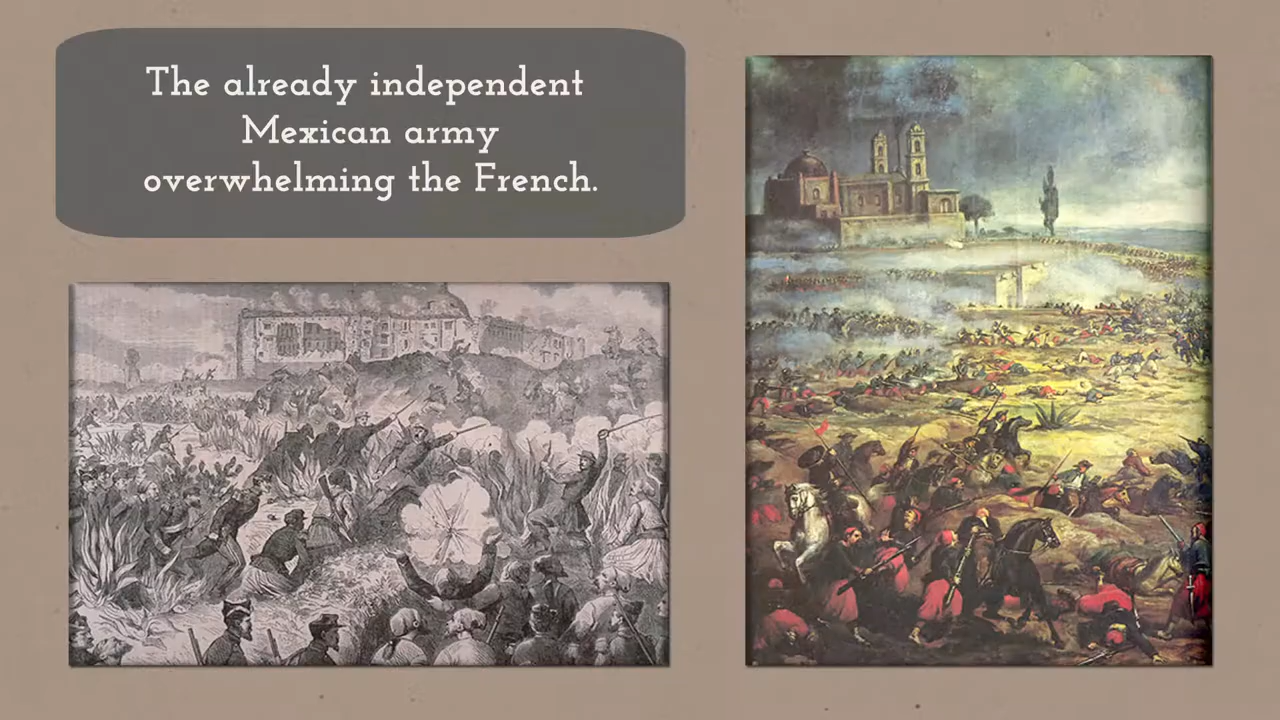 The already independent
Mexican army
overwhelming the French.